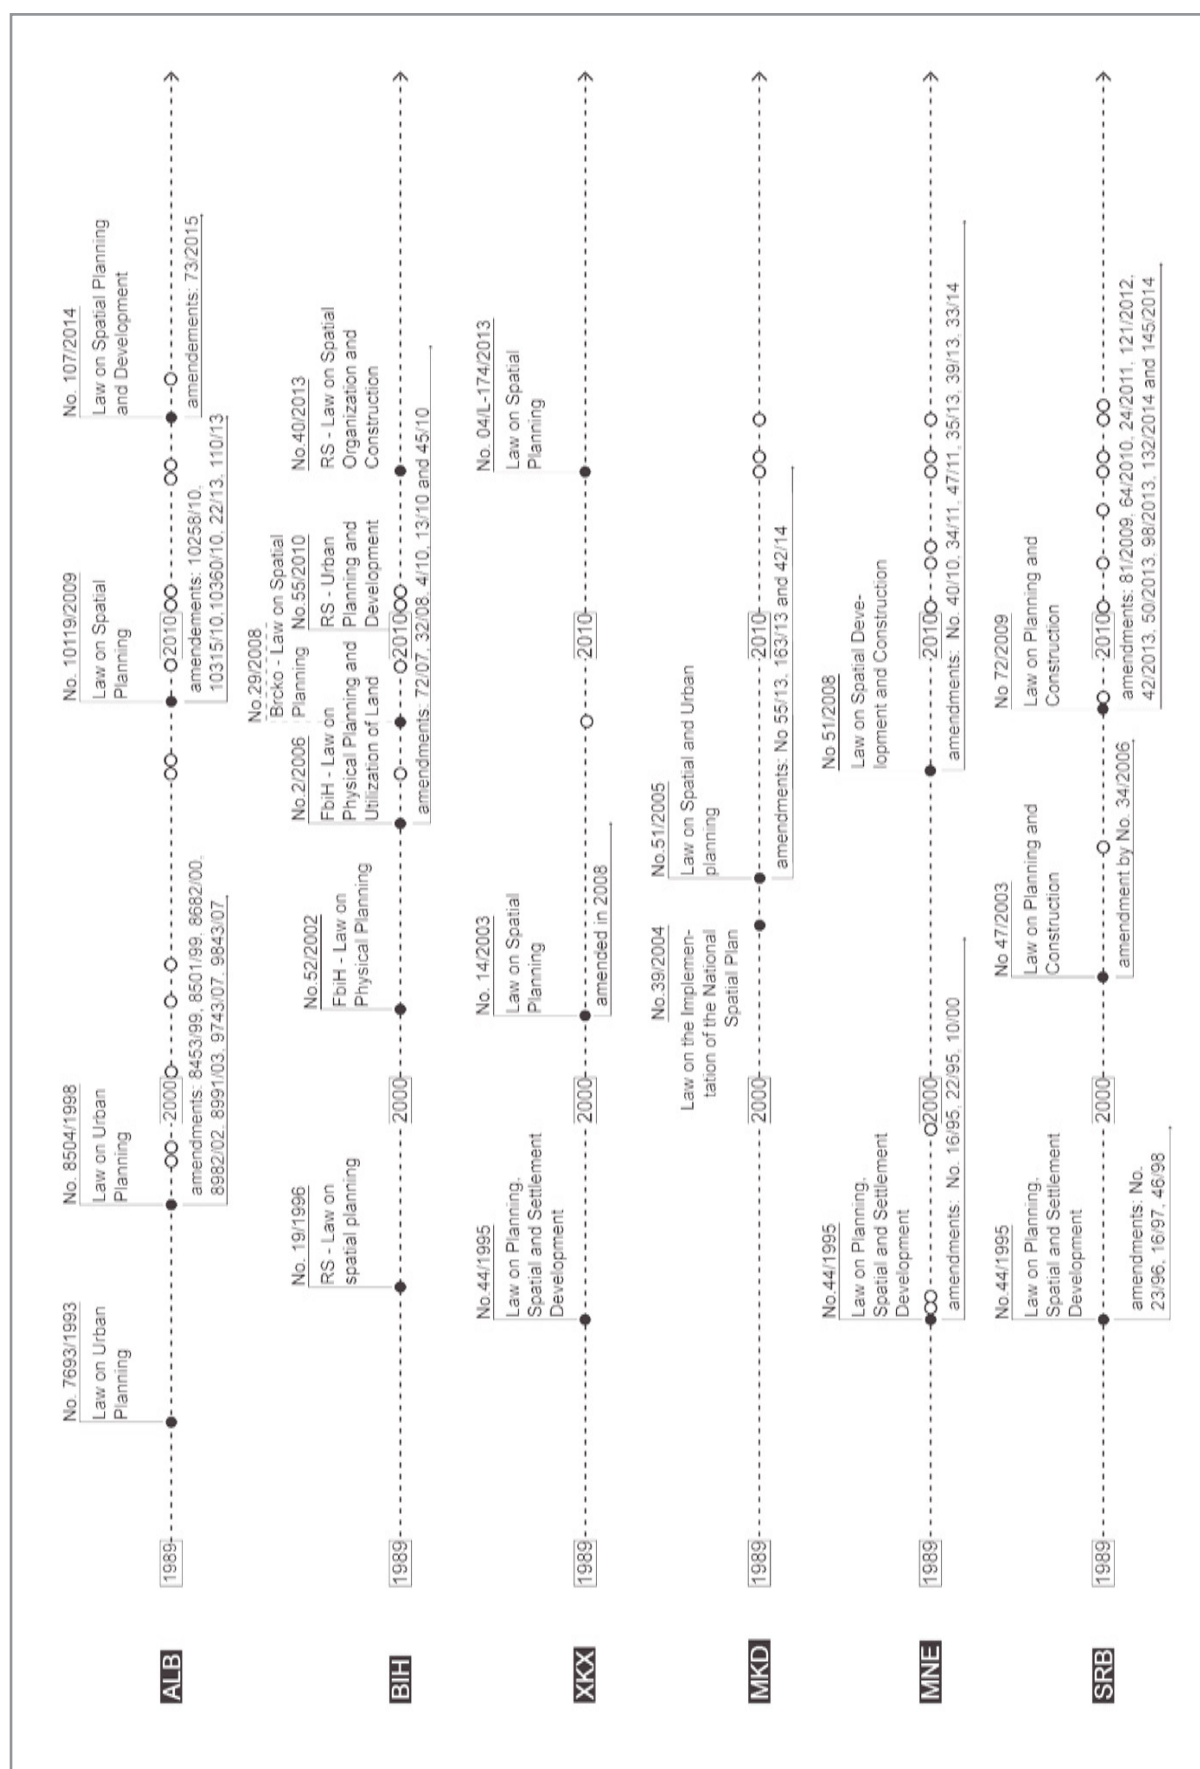 ALB
1989
No. 7693/1993
Law on Urban
Planning
No. 8504/1998
Law on Urban
Planning
2000
amendments: 8453/99, 8501/99, 8682/00,
8982/02, 8991/03, 9743/07, 9843/07
No. 10119/2009
Law on Spatial
Planning
2010
amendements: 10258/10,
10315/10,10360/10, 22/13, 110/13
No. 107/2014
Law on Spatial Planning
and Development
amendements: 73/2015
BIH
1989
No. 19/1996
RS - Law on
spatial planning
2000
No.52/2002
FbiH - Law on
Physical Planning
No.2/2006
FbiH - Law on
Physical Planning and
Utilization of Land
No.29/2008
Brcko - Law on Spatial
Planning
2010
No.55/2010
RS - Urban
Planning and
Development
amendments: 72/07, 32/08, 4/10, 13/10 and 45/10
No.40/2013
RS - Law on Spatial
Organization and
Construction
XKX
1989
No.44/1995
Law on Planning,
Spatial and Settlement
Development
2000
No. 14/2003
Law on Spatial
Planning
amended in 2008
2010
No. 04/L-174/2013
Law on Spatial
Planning
MKD
1989
2000
No.39/2004
Law on the Implemen-
tation of the National
Spatial Plan
No.51/2005
Law on Spatial and Urban
planning
2010
amendments: No 55/13, 163/13 and 42/14
MNE
1989
No.44/1995
Law on Planning,
Spatial and Settlement
Development
2000
amendments: No. 16/95, 22/95, 10/00
No 51/2008
Law on Spatial Deve-
lopment and Construction
2010
amendments: No. 40/10, 34/11, 47/11, 35/13, 39/13, 33/14
SRB
1989
No.44/1995
Law on Planning,
Spatial and Settlement
Development
2000
amendments: No.
23/96, 16/97, 46/98
No 47/2003
Law on Planning and
Construction
amendment by No. 34/2006
No 72/2009
Law on Planning and
Construction
2010
amendments: 81/2009, 64/2010, 24/2011, 121/2012,
42/2013, 50/2013, 98/2013, 132/2014 and 145/2014